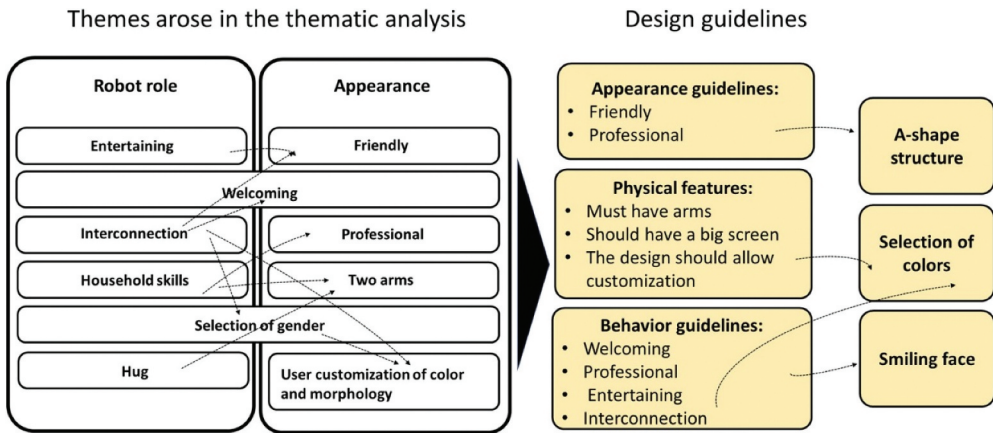 Themes arose in the thematic analysis
Design guidelines
Robot role
Appearance
Entertaining
Friendly
Welcoming
Interconnection
Professional
Household skills
Two arms
Selection of gender
Hug
User customization of color
and morphology
Appearance guidelines:
• Friendly
• Professional
Physical features:
• Must have arms
• Should have a big screen
• The design should allow
customization
Behavior guidelines:
• Welcoming
• Professional
• Entertaining
• Interconnection
A-shape
structure
Selection of
colors
Smiling face